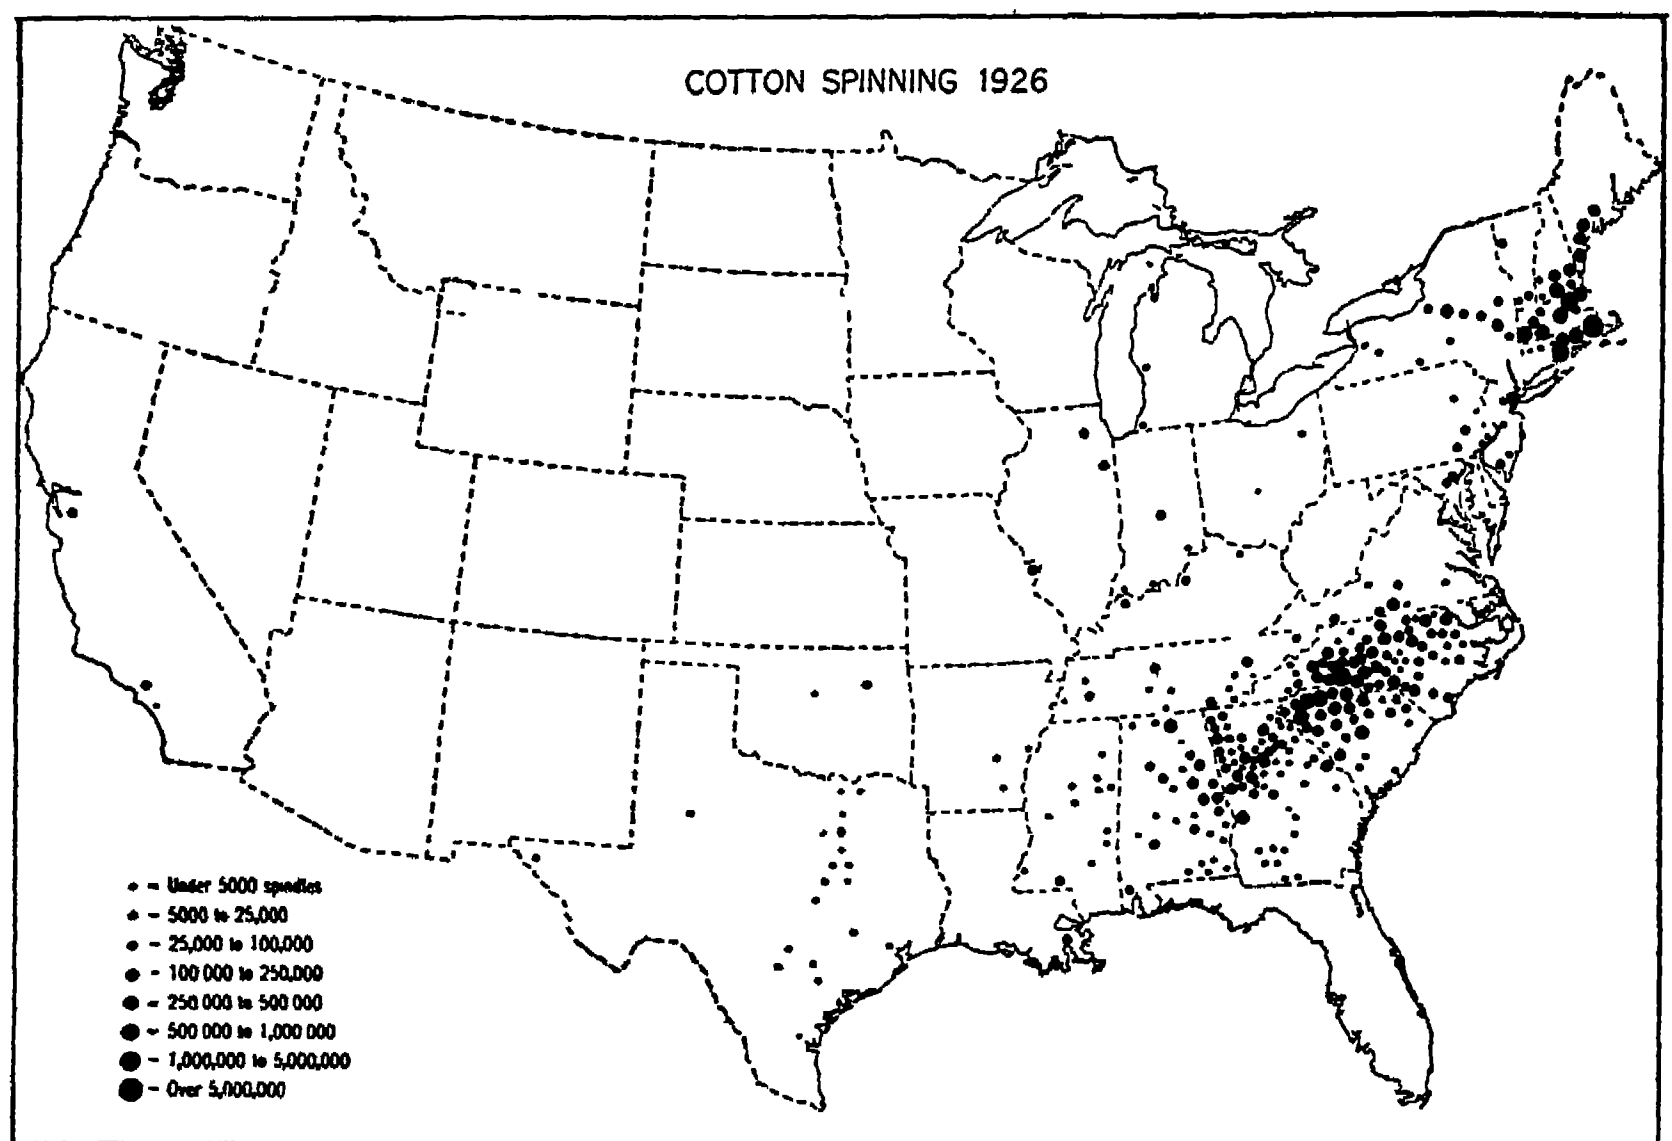 COTTON SPINNING 1926
- Under 5000 spindles
- 5000 to 25,000
- 25,000 to 100,000
- 100 000 to 250,000
- 250 000 to 500 000
- 500 000 to 1,000 000
- 1,000,000 to 5,000,000
- Over 5,000,000